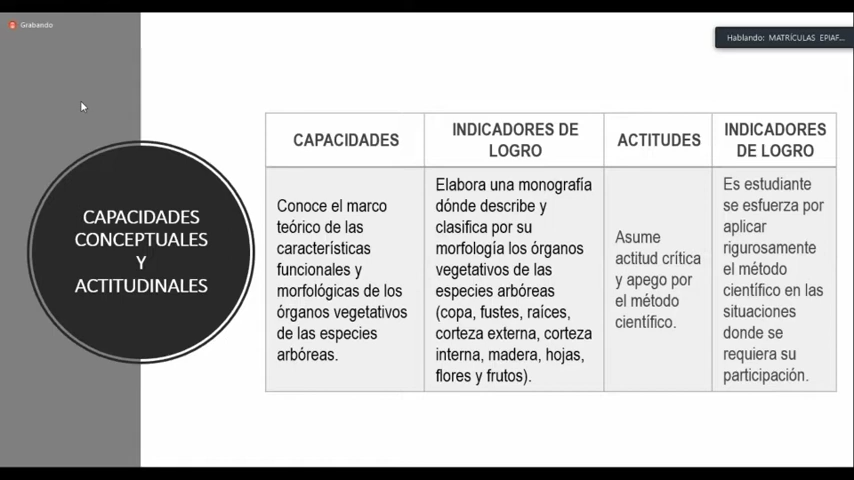 Grabando
Hablando: MATRÍCULAS EPIAF...
CAPACIDADES
CONCEPTUALES
Y
ACTITUDINALES
CAPACIDADES
INDICADORES DE
LOGRO
ACTITUDES
INDICADORES
DE LOGRO
Conoce el marco
teórico de las
características
funcionales y
morfológicas de los
órganos vegetativos
de las especies
arbóreas.
Elabora una monografía
dónde describe y
clasifica por su
morfología los órganos
vegetativos de las
especies arbóreas
(copa, fustes, raíces,
corteza externa, corteza
interna, madera, hojas,
flores y frutos).
Asume
actitud crítica
y apego por
el método
científico.
Es estudiante
se esfuerza por
aplicar
rigurosamente
el método
científico en las
situaciones
donde se
requiera su
participación.